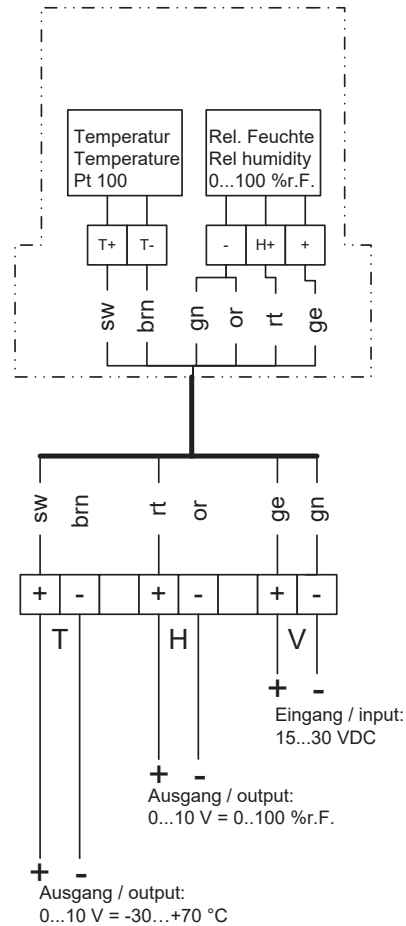 Temperatur
Temperature
Pt 100
Rel. Feuchte
Rel humidity
0...100 %r.F.
T+ T- - H+ +
sw brn gn or rt ge
sw brn rt or ge gn
+ - + - + -
T H V
+ -
Eingang / input:
15...30 VDC
+ -
Ausgang / output:
0...10 V = 0..100 %r.F.
+ -
Ausgang / output:
0...10 V = -30...+70 °C